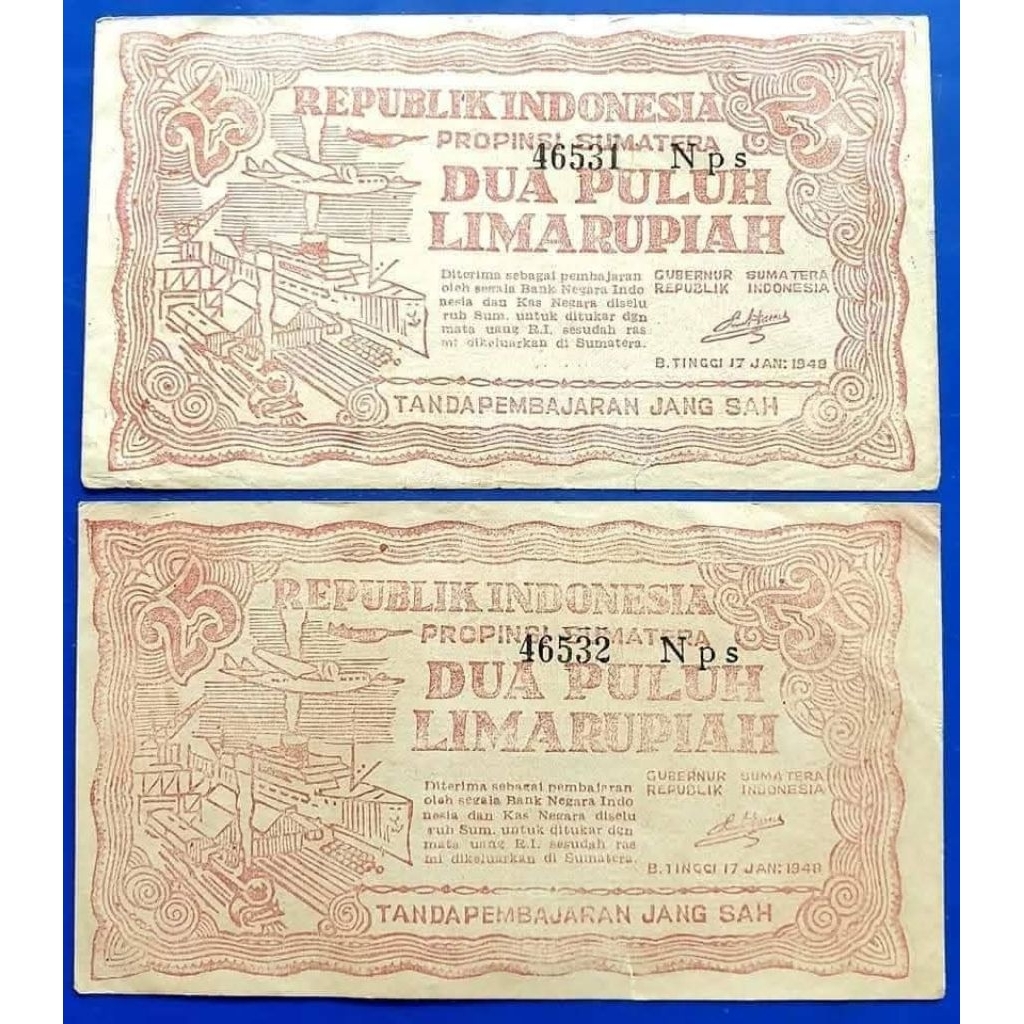 25 REPUBLIK INDONESIA 25
PROPINSI SUMATERA
46531 Nps
DUA PULUH
LIMARUPIAH
Diterima sebagai pembajaran
oleh segala Bank Negara Indo
nesia dan Kas Negara diselu
ruh Sum. untuk ditukar dgn
mata uang R.I. sesudah ras
mi dikeluarkan di Sumatera.
GUBERNUR SUMATERA
REPUBLIK INDONESIA
B.TINGGI 17 JAN: 1948
TANDAPEMBAJARAN JANG SAH
25 REPUBLIK INDONESIA 25
PROPINSI SUMATERA
46532 Nps
DUA PULUH
LIMARUPIAH
Diterima sebagai pembajaran
oleh segala Bank Negara Indo
nesia dan Kas Negara diselu
ruh Sum. untuk ditukar dgn
mata uang R.I. sesudah ras
mi dikeluarkan di Sumatera.
GUBERNUR SUMATERA
REPUBLIK INDONESIA
B.TINGGI 17 JAN: 1948
TANDAPEMBAJARAN JANG SAH